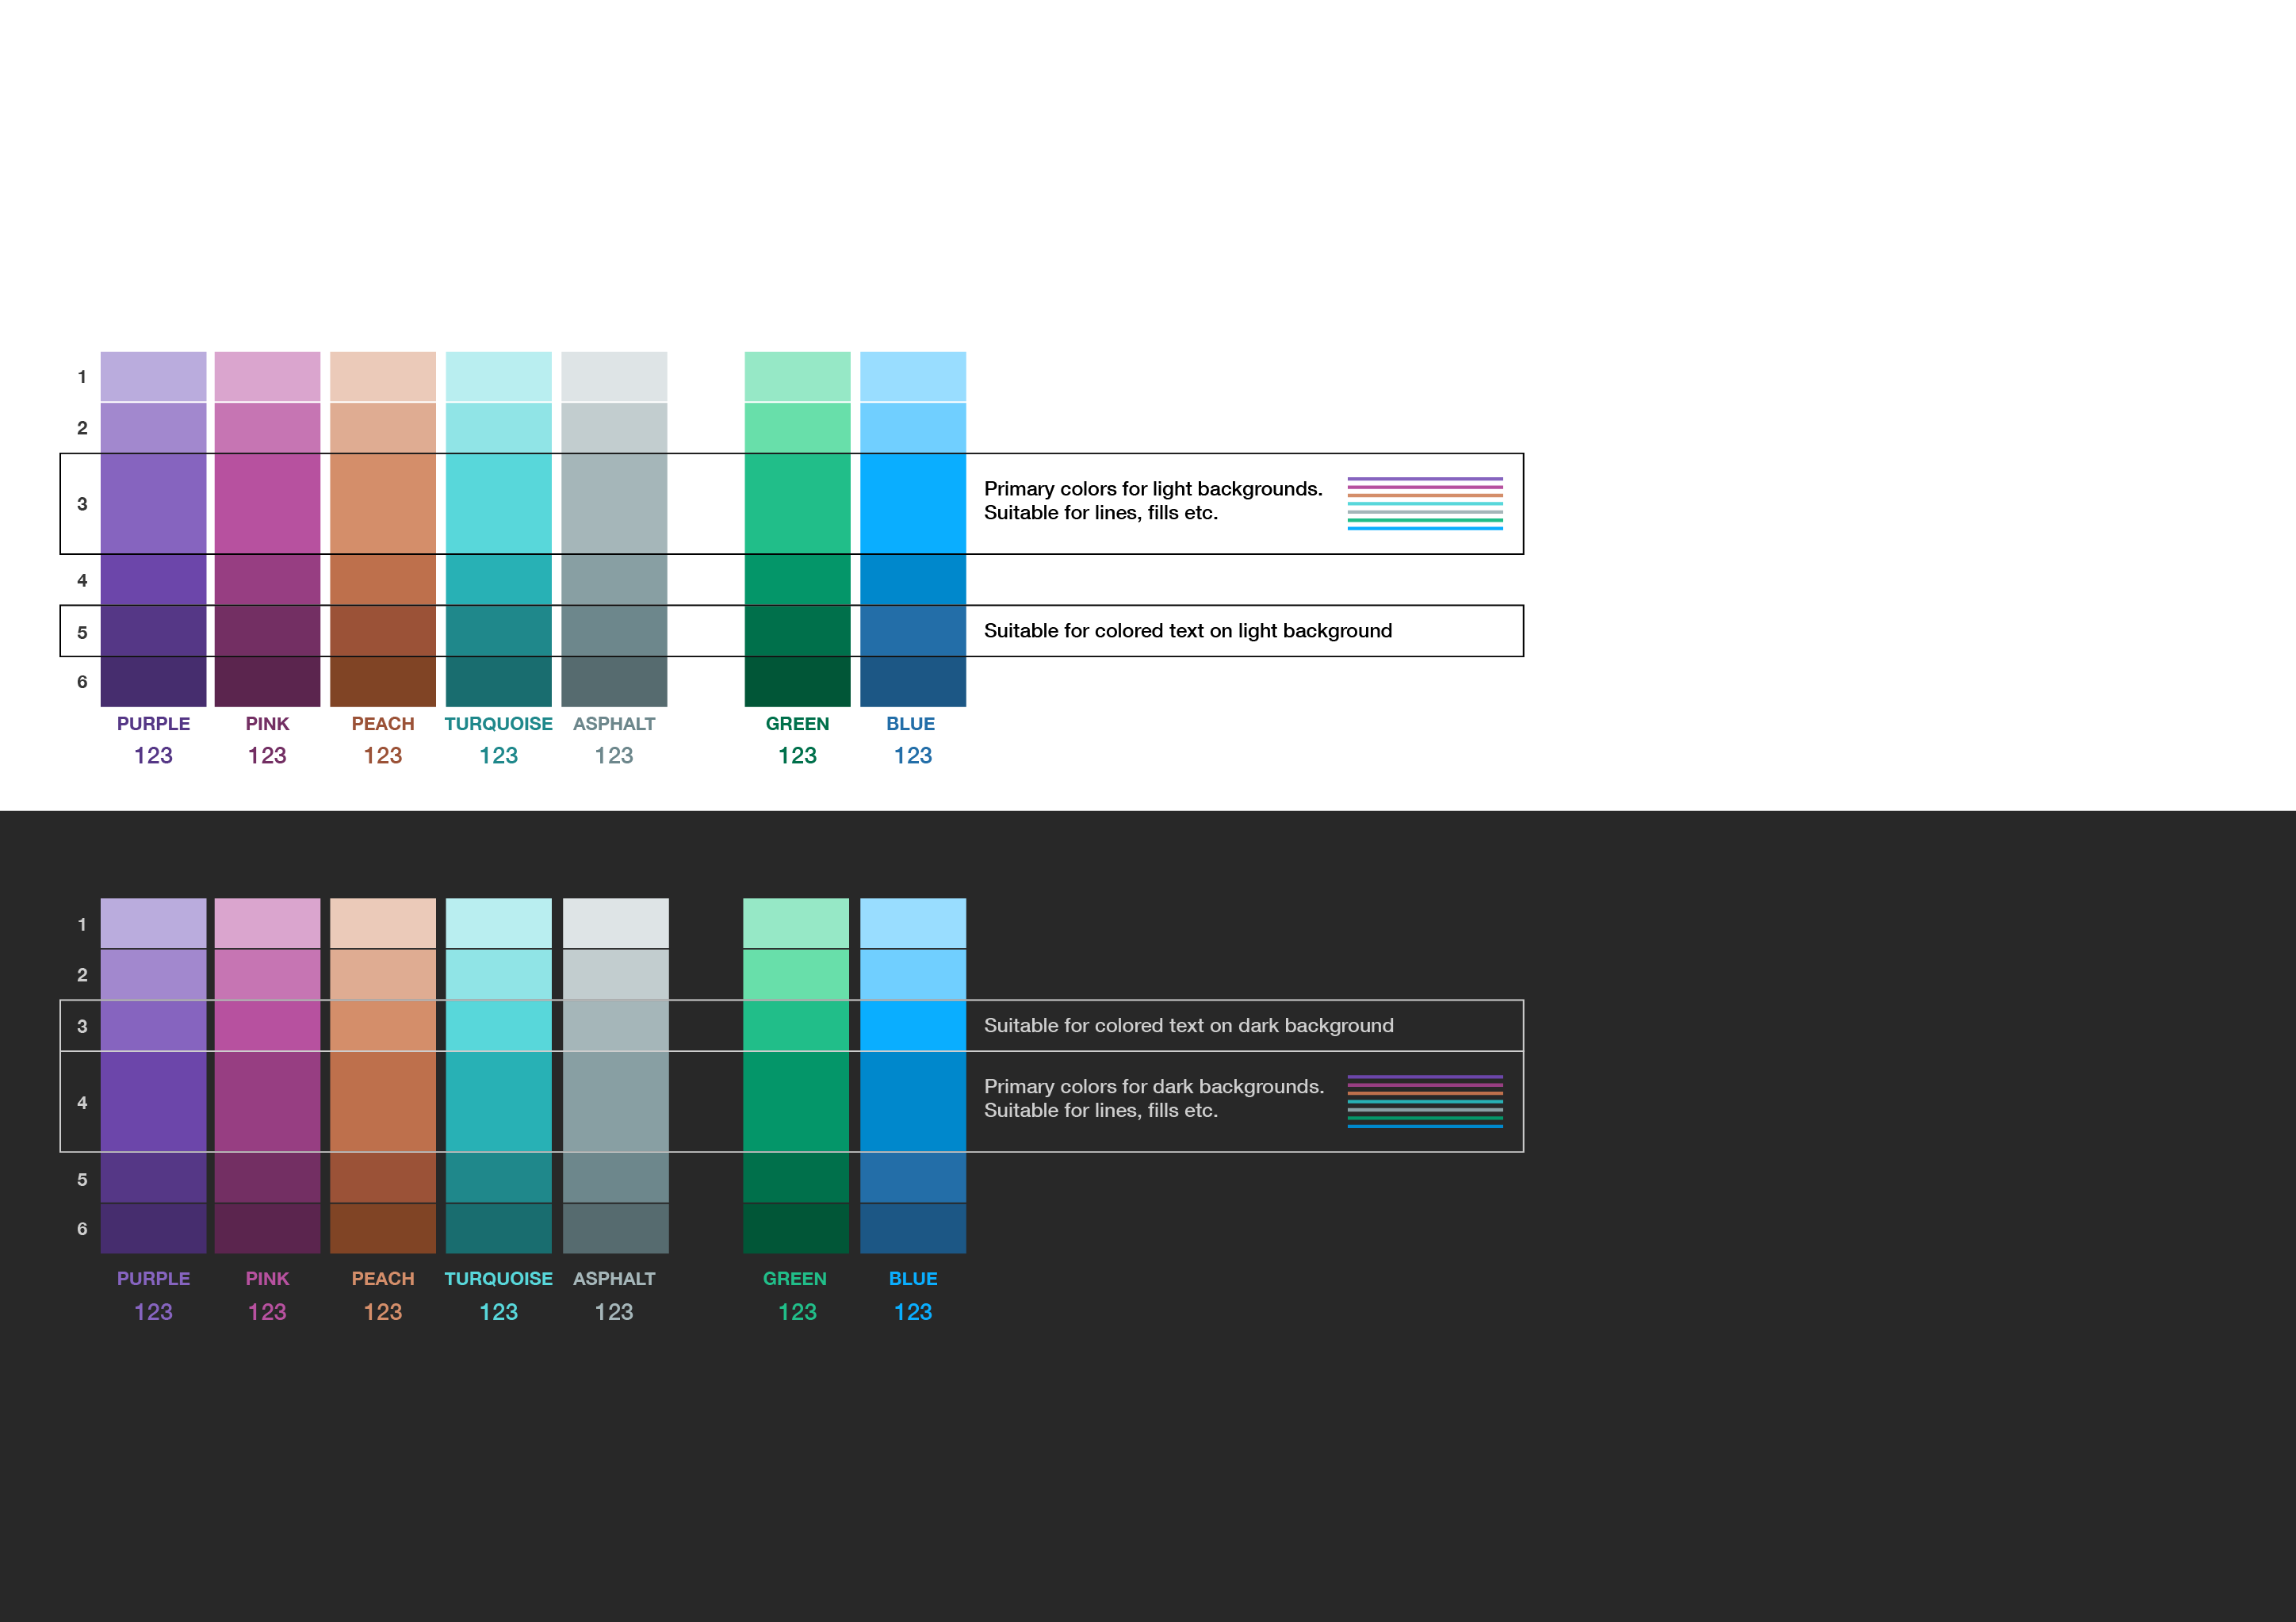 1
2
3
Primary colors for light backgrounds.
Suitable for lines, fills etc.
4
5
Suitable for colored text on light background
6
PURPLE PINK PEACH TURQUOISE ASPHALT GREEN BLUE
123 123 123 123 123 123 123
1
2
3
Suitable for colored text on dark background
4
Primary colors for dark backgrounds.
Suitable for lines, fills etc.
5
6
PURPLE PINK PEACH TURQUOISE ASPHALT GREEN BLUE
123 123 123 123 123 123 123